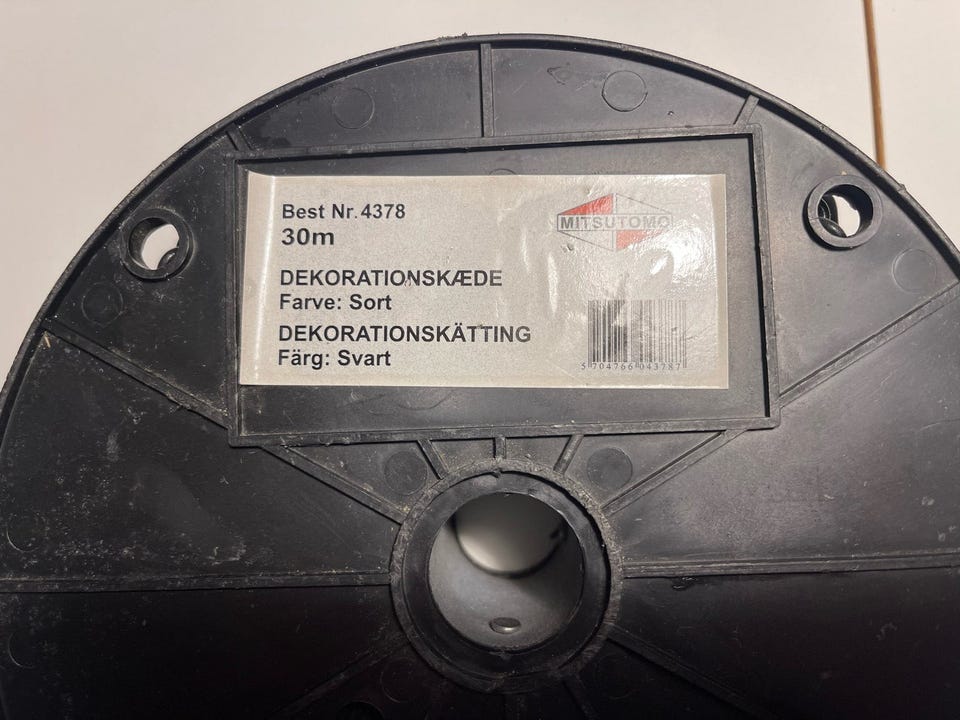 Best Nr. 4378
30m
MITSUTOMO
DEKORATIONSKÆDE
Farve: Sort
DEKORATIONSKÄTTING
Färg: Svart
5 704766 043787